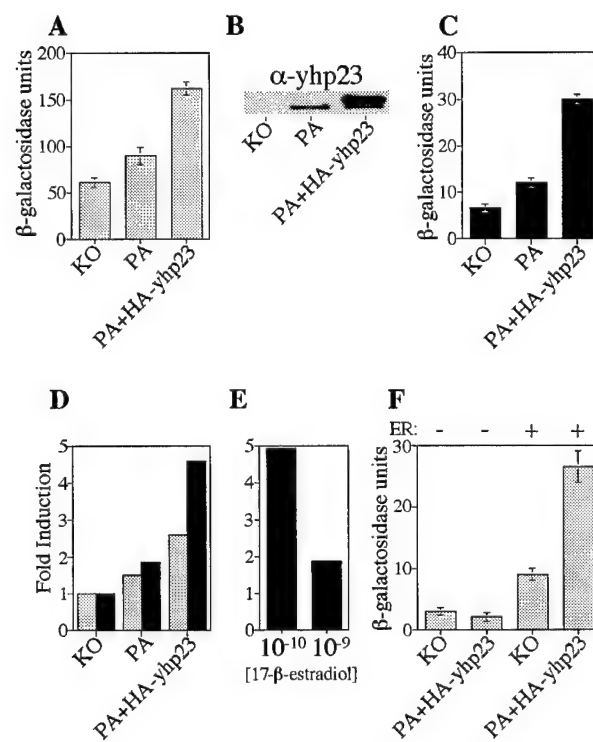 A
β-galactosidase units
200
150
100
50
0
KO
PA
PA+HA-yhp23
B
α-yhp23
KO
PA
PA+HA-yhp23
C
β-galactosidase units
40
30
20
10
0
KO
PA
PA+HA-yhp23
D
Fold Induction
5
4
3
2
1
0
KO
PA
PA+HA-yhp23
E
5
4
3
2
1
0
10⁻¹⁰ 10⁻⁹
[17-β-estradiol]
F
ER: - - + +
β-galactosidase units
30
20
10
0
KO
PA+HA-yhp23
KO
PA+HA-yhp23